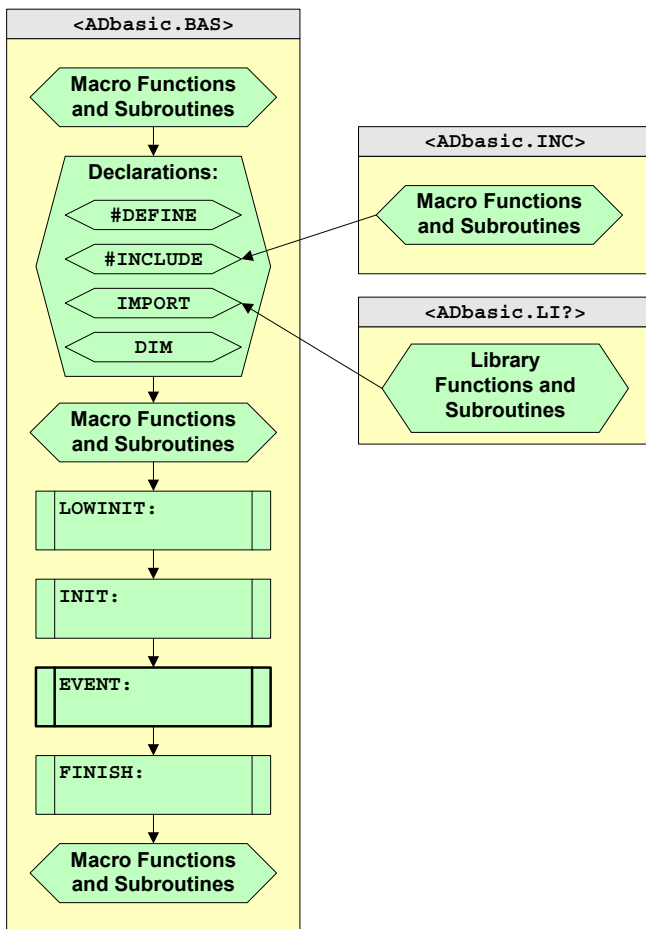 <ADbasic.BAS>
Macro Functions
and Subroutines
Declarations:
#DEFINE
#INCLUDE
IMPORT
DIM
Macro Functions
and Subroutines
LOWINIT:
INIT:
EVENT:
FINISH:
Macro Functions
and Subroutines
<ADbasic.INC>
Macro Functions
and Subroutines
<ADbasic.LI?>
Library
Functions and
Subroutines